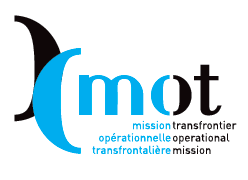 mot
mission transfrontier
opérationnelle operational
transfrontalière mission